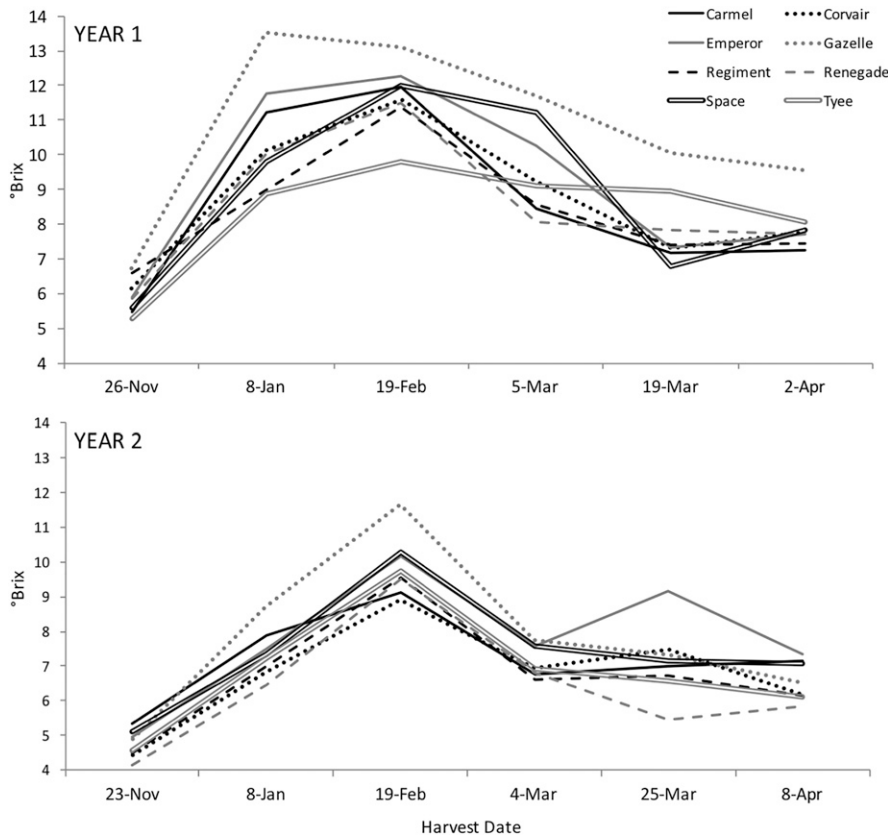 YEAR 1
Carmel Corvair
Emperor Gazelle
Regiment Renegade
Space Tyee
°Brix
14
13
12
11
10
9
8
7
6
5
4
26-Nov 8-Jan 19-Feb 5-Mar 19-Mar 2-Apr
YEAR 2
°Brix
14
13
12
11
10
9
8
7
6
5
4
23-Nov 8-Jan 19-Feb 4-Mar 25-Mar 8-Apr
Harvest Date